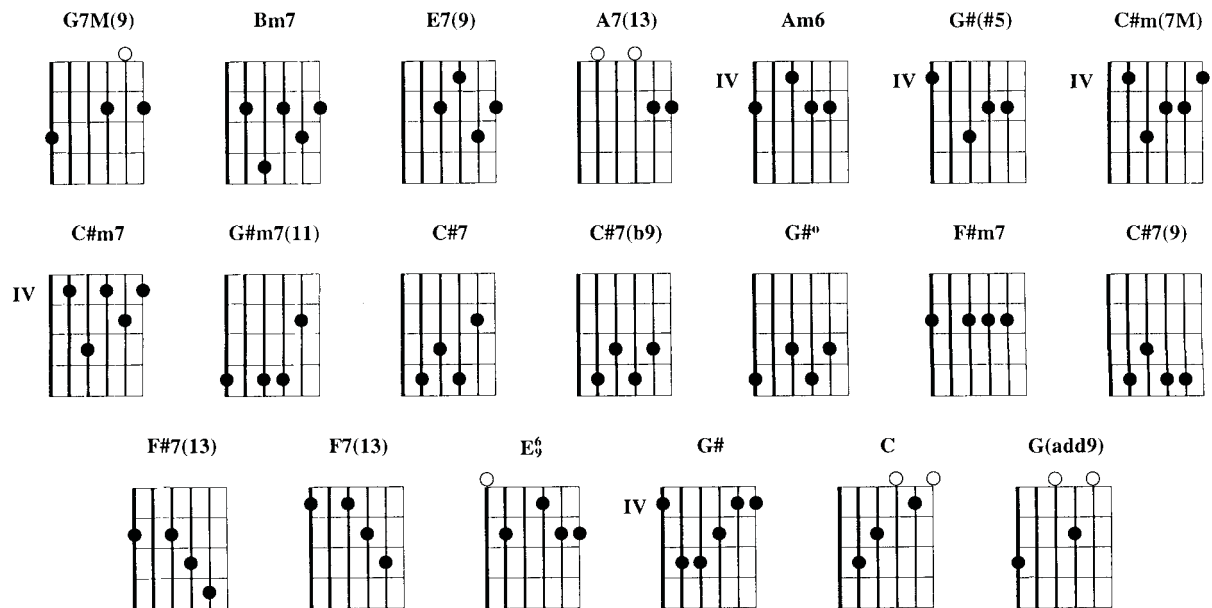 G7M(9) Bm7 E7(9) A7(13) Am6 G#(#5) C#m(7M)
IV IV IV
C#m7 G#m7(11) C#7 C#7(b9) G#º F#m7 C#7(9)
IV
F#7(13) F7(13) E6/9 G# C G(add9)
IV